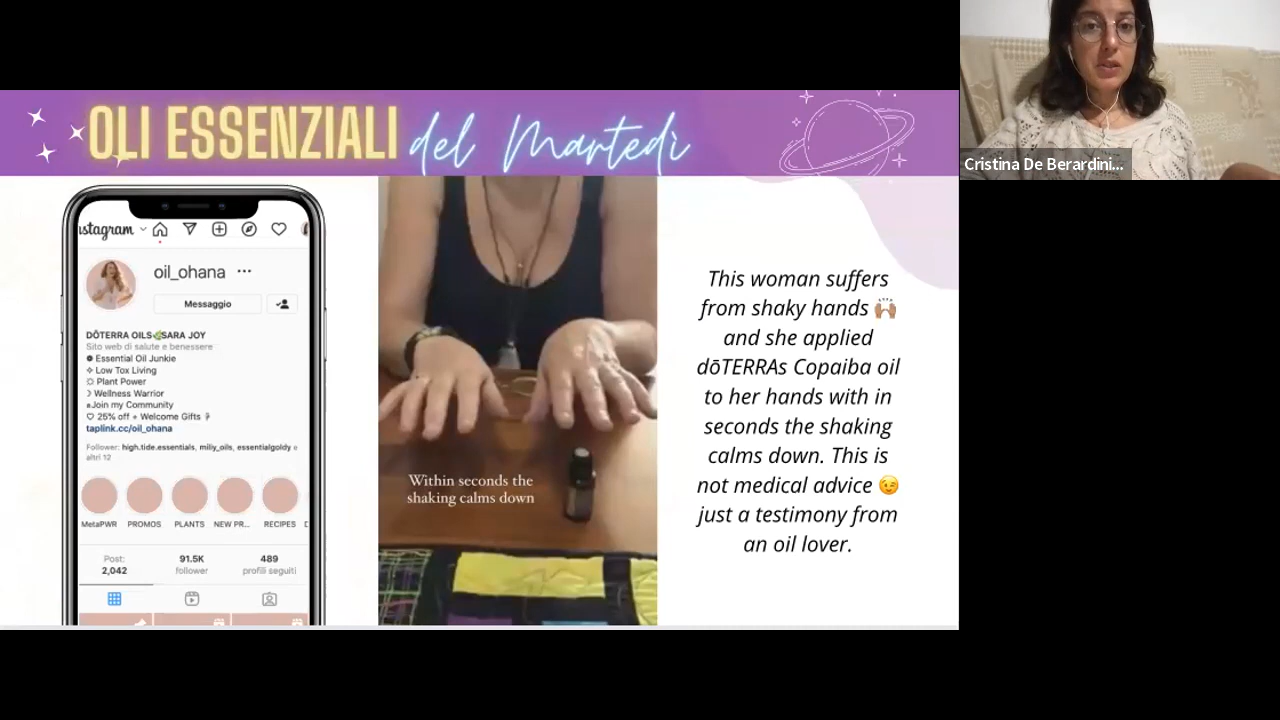 OLI ESSENZIALI del Martedì
Cristina De Berardini...
nstagram
oil_ohana ...
Messaggio
DŌTERRA OILS🌿SARA JOY
Sito web di salute e benessere
Essential Oil Junkie
Low Tox Living
Plant Power
Wellness Warrior
Join my Community
25% off + Welcome Gifts
taplink.cc/oil_ohana
Follower: high.tide.essentials, miliy_oils, essentialgoldy e
altri 12
MetaPWR PROMOS PLANTS NEW PR... RECIPES D
Post: 91.5K 489
2,042 follower profili seguiti
Within seconds the
shaking calms down
This woman suffers
from shaky hands 🙌🏽
and she applied
dōTERRAs Copaiba oil
to her hands with in
seconds the shaking
calms down. This is
not medical advice 😉
just a testimony from
an oil lover.